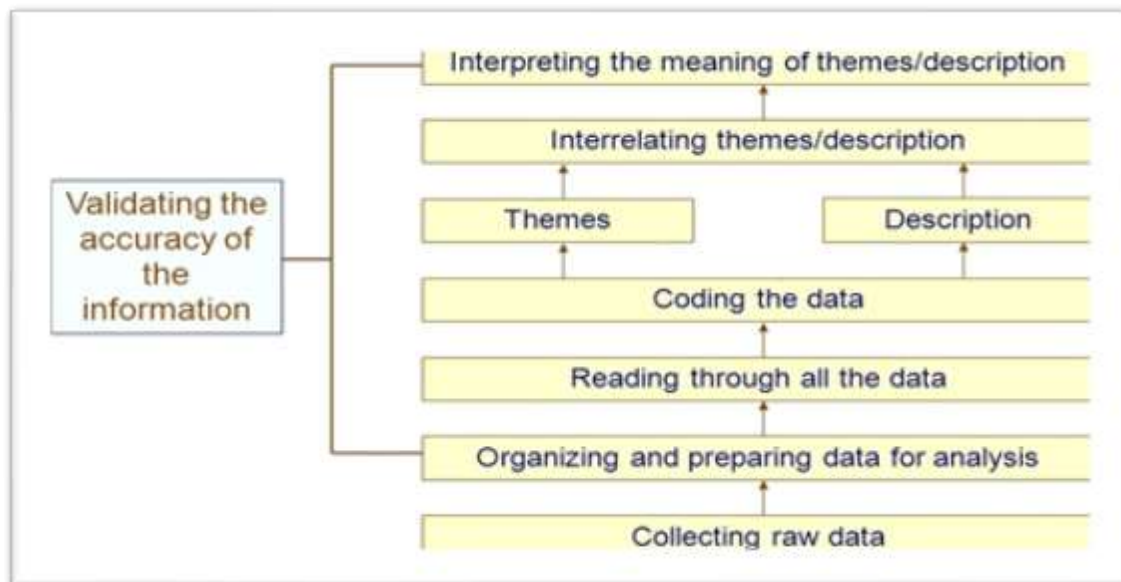 Interpreting the meaning of themes/description
Interrelating themes/description
Validating the
accuracy of
the
information
Themes
Description
Coding the data
Reading through all the data
Organizing and preparing data for analysis
Collecting raw data